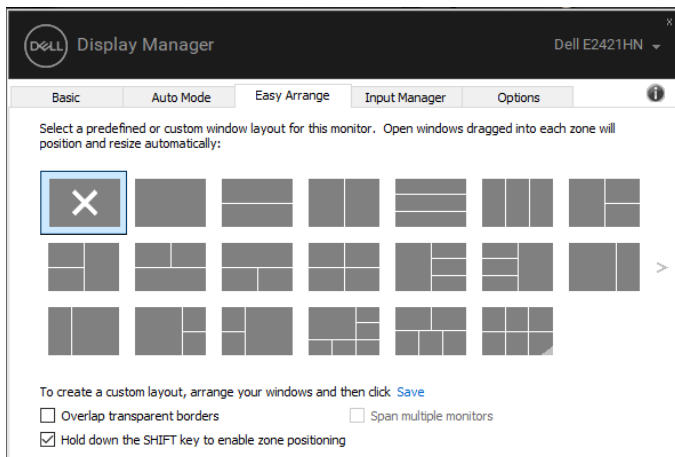 DELL Display Manager
Dell E2421HN
x
Basic Auto Mode Easy Arrange Input Manager Options i
Select a predefined or custom window layout for this monitor. Open windows dragged into each zone will
position and resize automatically:
>
To create a custom layout, arrange your windows and then click Save
Overlap transparent borders
Span multiple monitors
Hold down the SHIFT key to enable zone positioning